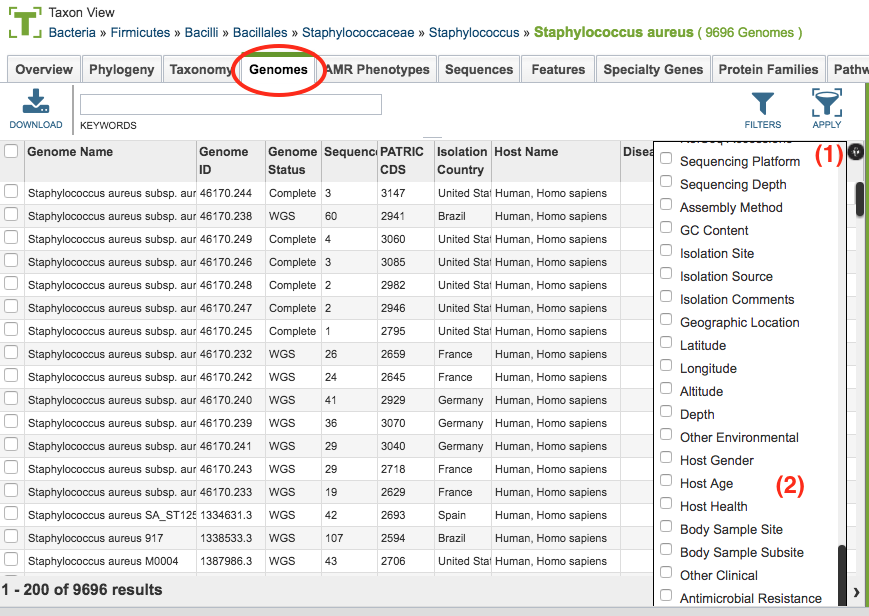 Taxon View
Bacteria » Firmicutes » Bacilli » Bacillales » Staphylococcaceae » Staphylococcus » Staphylococcus aureus ( 9696 Genomes )
Overview Phylogeny Taxonomy Genomes AMR Phenotypes Sequences Features Specialty Genes Protein Families Pathw
DOWNLOAD KEYWORDS FILTERS APPLY
Genome Name Genome ID Genome Status Sequenc PATRIC CDS Isolation Country Host Name Disea
Staphylococcus aureus subsp. aur 46170.244 Complete 3 3147 United Stat Human, Homo sapiens
Staphylococcus aureus subsp. aur 46170.238 WGS 60 2941 Brazil Human, Homo sapiens
Staphylococcus aureus subsp. aur 46170.249 Complete 4 3060 United Stat Human, Homo sapiens
Staphylococcus aureus subsp. aur 46170.246 Complete 3 3085 United Stat Human, Homo sapiens
Staphylococcus aureus subsp. aur 46170.248 Complete 2 2982 United Stat Human, Homo sapiens
Staphylococcus aureus subsp. aur 46170.247 Complete 2 2946 United Stat Human, Homo sapiens
Staphylococcus aureus subsp. aur 46170.245 Complete 1 2795 United Stat Human, Homo sapiens
Staphylococcus aureus subsp. aur 46170.232 WGS 26 2659 France Human, Homo sapiens
Staphylococcus aureus subsp. aur 46170.242 WGS 24 2645 France Human, Homo sapiens
Staphylococcus aureus subsp. aur 46170.240 WGS 41 2929 Germany Human, Homo sapiens
Staphylococcus aureus subsp. aur 46170.239 WGS 36 3070 Germany Human, Homo sapiens
Staphylococcus aureus subsp. aur 46170.241 WGS 29 3040 Germany Human, Homo sapiens
Staphylococcus aureus subsp. aur 46170.243 WGS 29 2718 France Human, Homo sapiens
Staphylococcus aureus subsp. aur 46170.233 WGS 19 2629 France Human, Homo sapiens
Staphylococcus aureus SA_ST125 1334631.3 WGS 42 2693 Spain Human, Homo sapiens
Staphylococcus aureus 917 1338533.3 WGS 107 2594 Brazil Human, Homo sapiens
Staphylococcus aureus M0004 1387986.3 WGS 43 2706 United Stat Human, Homo sapiens
1 - 200 of 9696 results
Sequencing Platform (1)
Sequencing Depth
Assembly Method
GC Content
Isolation Site
Isolation Source
Isolation Comments
Geographic Location
Latitude
Longitude
Altitude
Depth
Other Environmental
Host Gender
Host Age (2)
Host Health
Body Sample Site
Body Sample Subsite
Other Clinical
Antimicrobial Resistance